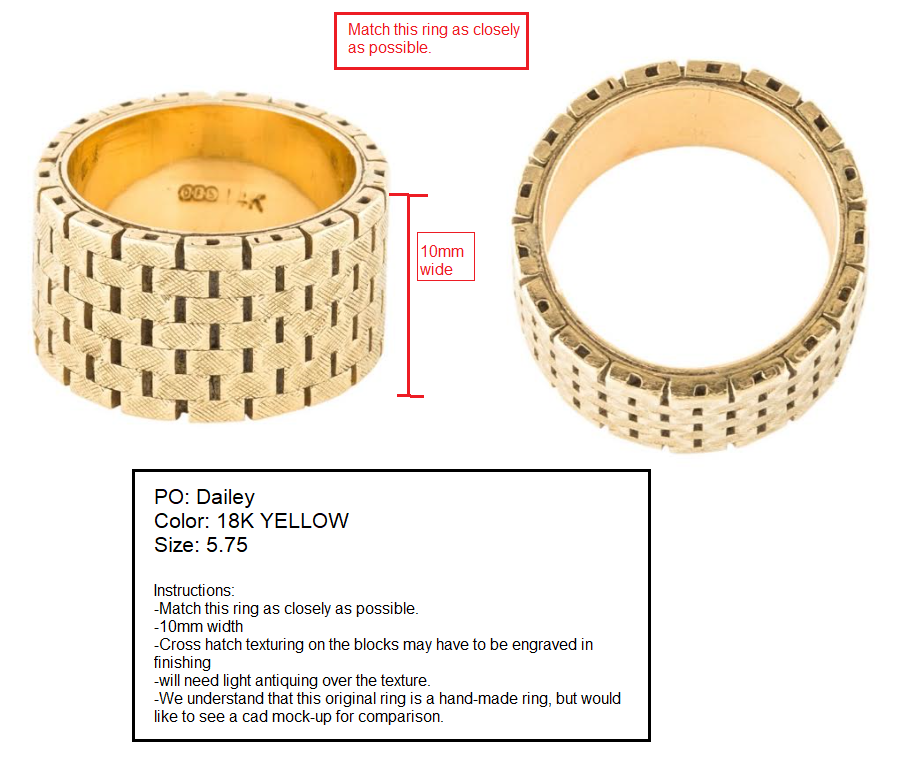 Match this ring as closely
as possible.
14K
10mm
wide
PO: Dailey
Color: 18K YELLOW
Size: 5.75
Instructions:
-Match this ring as closely as possible.
-10mm width
-Cross hatch texturing on the blocks may have to be engraved in
finishing
-will need light antiquing over the texture.
-We understand that this original ring is a hand-made ring, but would
like to see a cad mock-up for comparison.